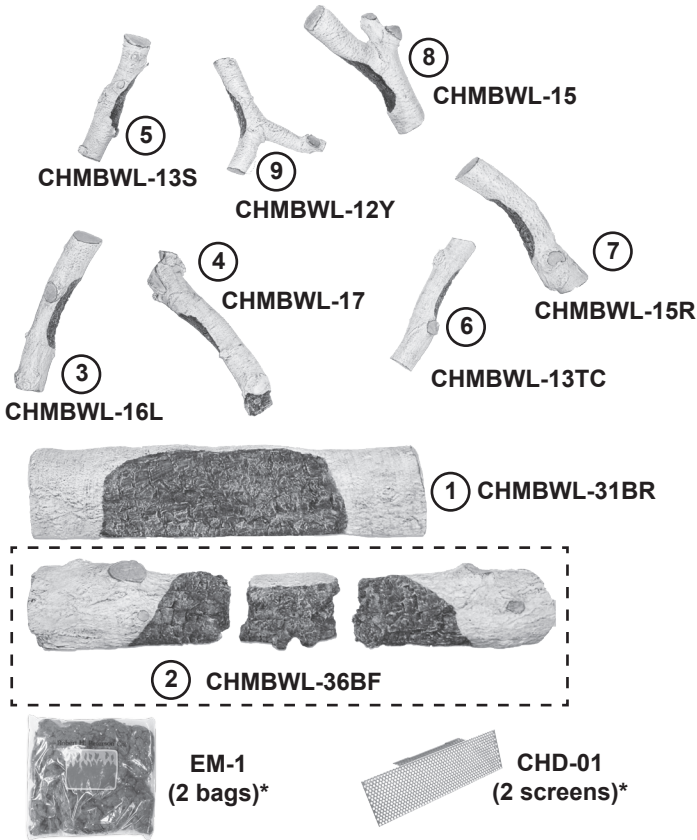 8
CHMBWL-15
5
CHMBWL-13S
9
CHMBWL-12Y
7
CHMBWL-15R
4
CHMBWL-17
6
CHMBWL-13TC
3
CHMBWL-16L
1 CHMBWL-31BR
2 CHMBWL-36BF
EM-1
(2 bags)*
CHD-01
(2 screens)*